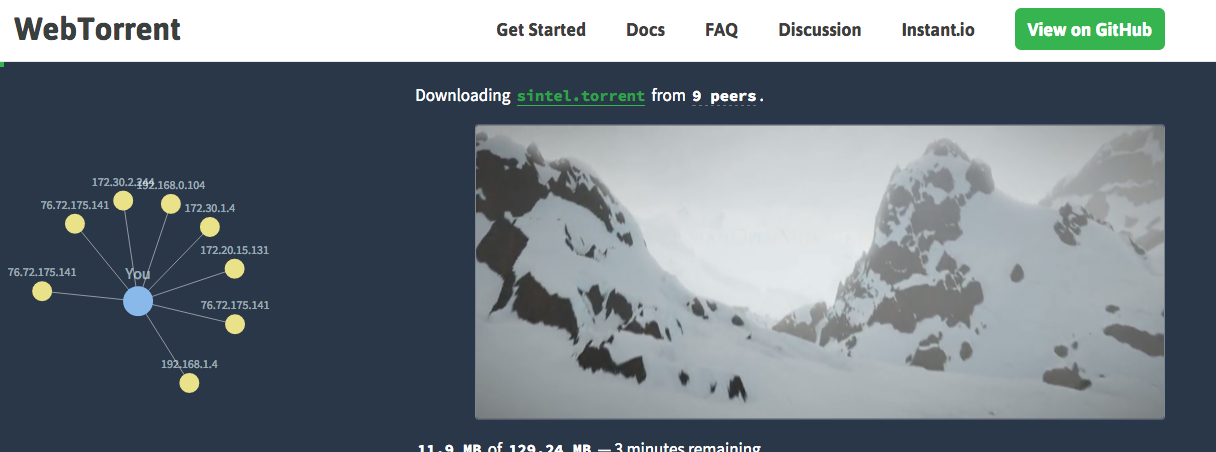 WebTorrent
Get Started Docs FAQ Discussion Instant.io View on GitHub
Downloading sintel.torrent from 9 peers.
172.30.2.244
192.168.0.104
76.72.175.141
172.30.1.4
172.20.15.131
76.72.175.141
You
76.72.175.141
192.168.1.4
11.9 MB of 129.24 MB — 3 minutes remaining